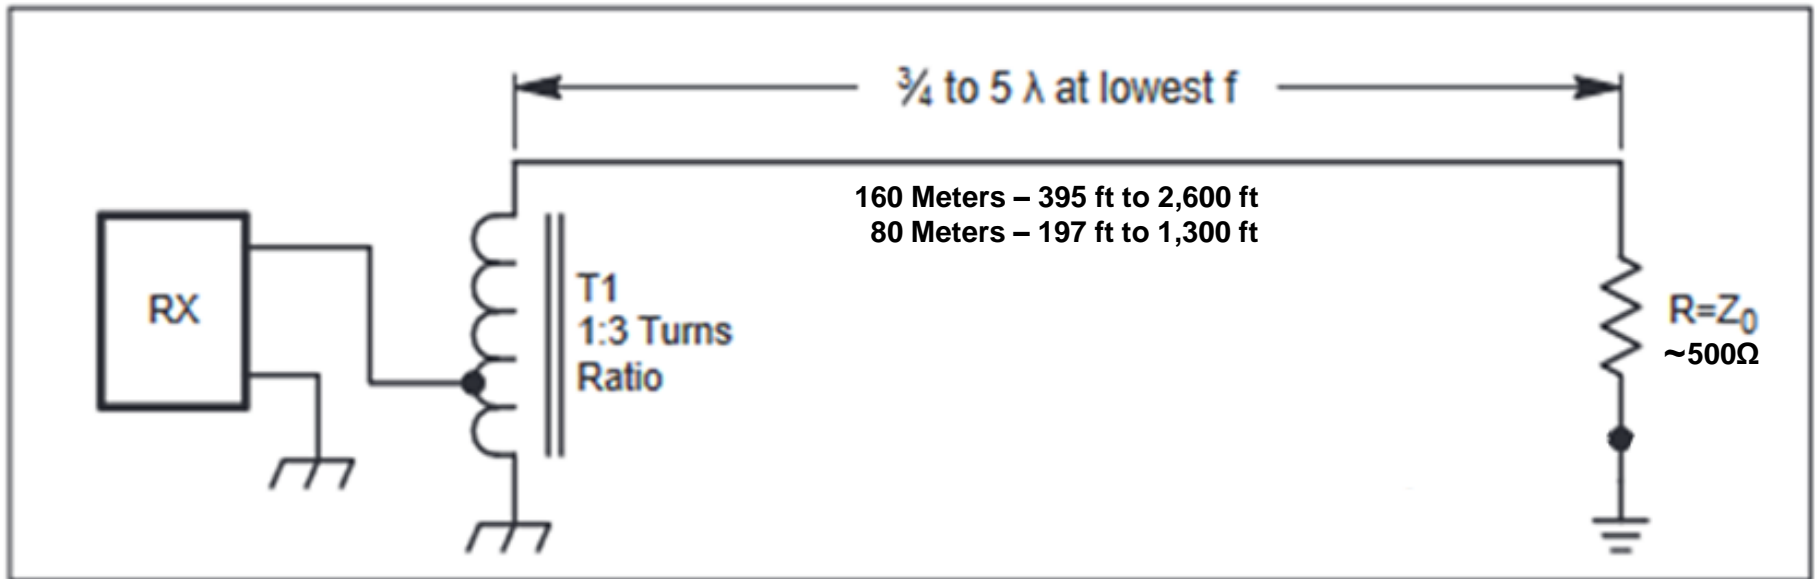 ¾ to 5 λ at lowest f
160 Meters – 395 ft to 2,600 ft
80 Meters – 197 ft to 1,300 ft
RX
T1
1:3 Turns
Ratio
R=Z₀
~500Ω